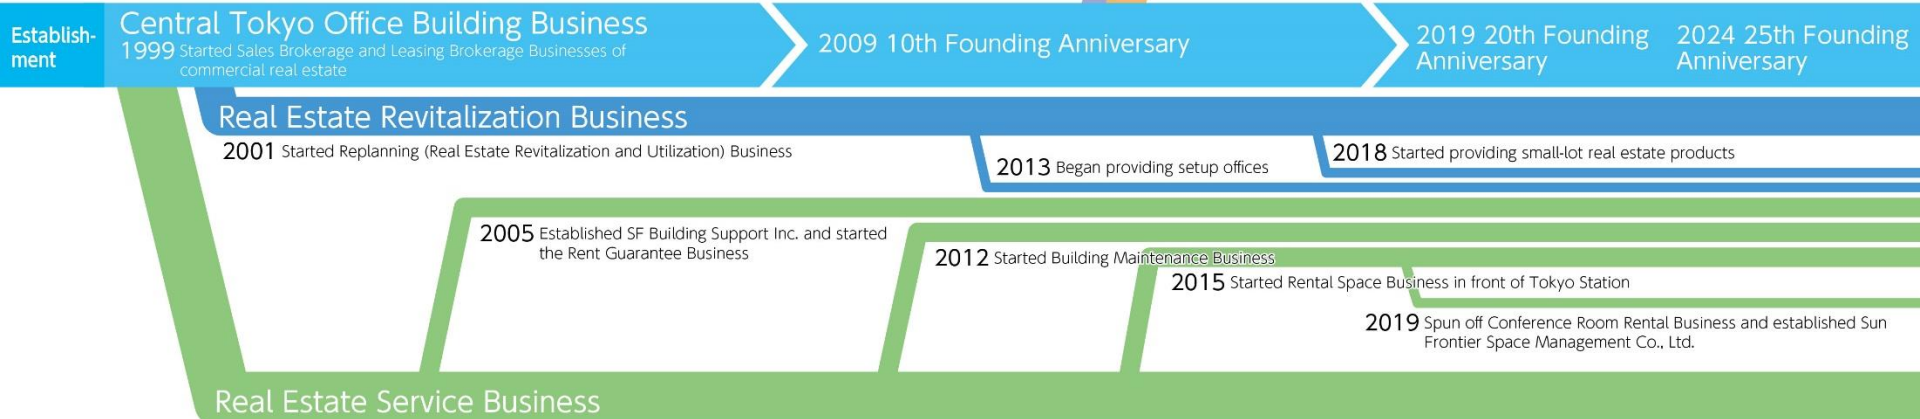 Establish-
ment
Central Tokyo Office Building Business
1999 Started Sales Brokerage and Leasing Brokerage Businesses of
commercial real estate
2009 10th Founding Anniversary
2019 20th Founding
Anniversary
2024 25th Founding
Anniversary
Real Estate Revitalization Business
2001 Started Replanning (Real Estate Revitalization and Utilization) Business
2013 Began providing setup offices
2018 Started providing small-lot real estate products
2005 Established SF Building Support Inc. and started
the Rent Guarantee Business
2012 Started Building Maintenance Business
2015 Started Rental Space Business in front of Tokyo Station
2019 Spun off Conference Room Rental Business and established Sun
Frontier Space Management Co., Ltd.
Real Estate Service Business